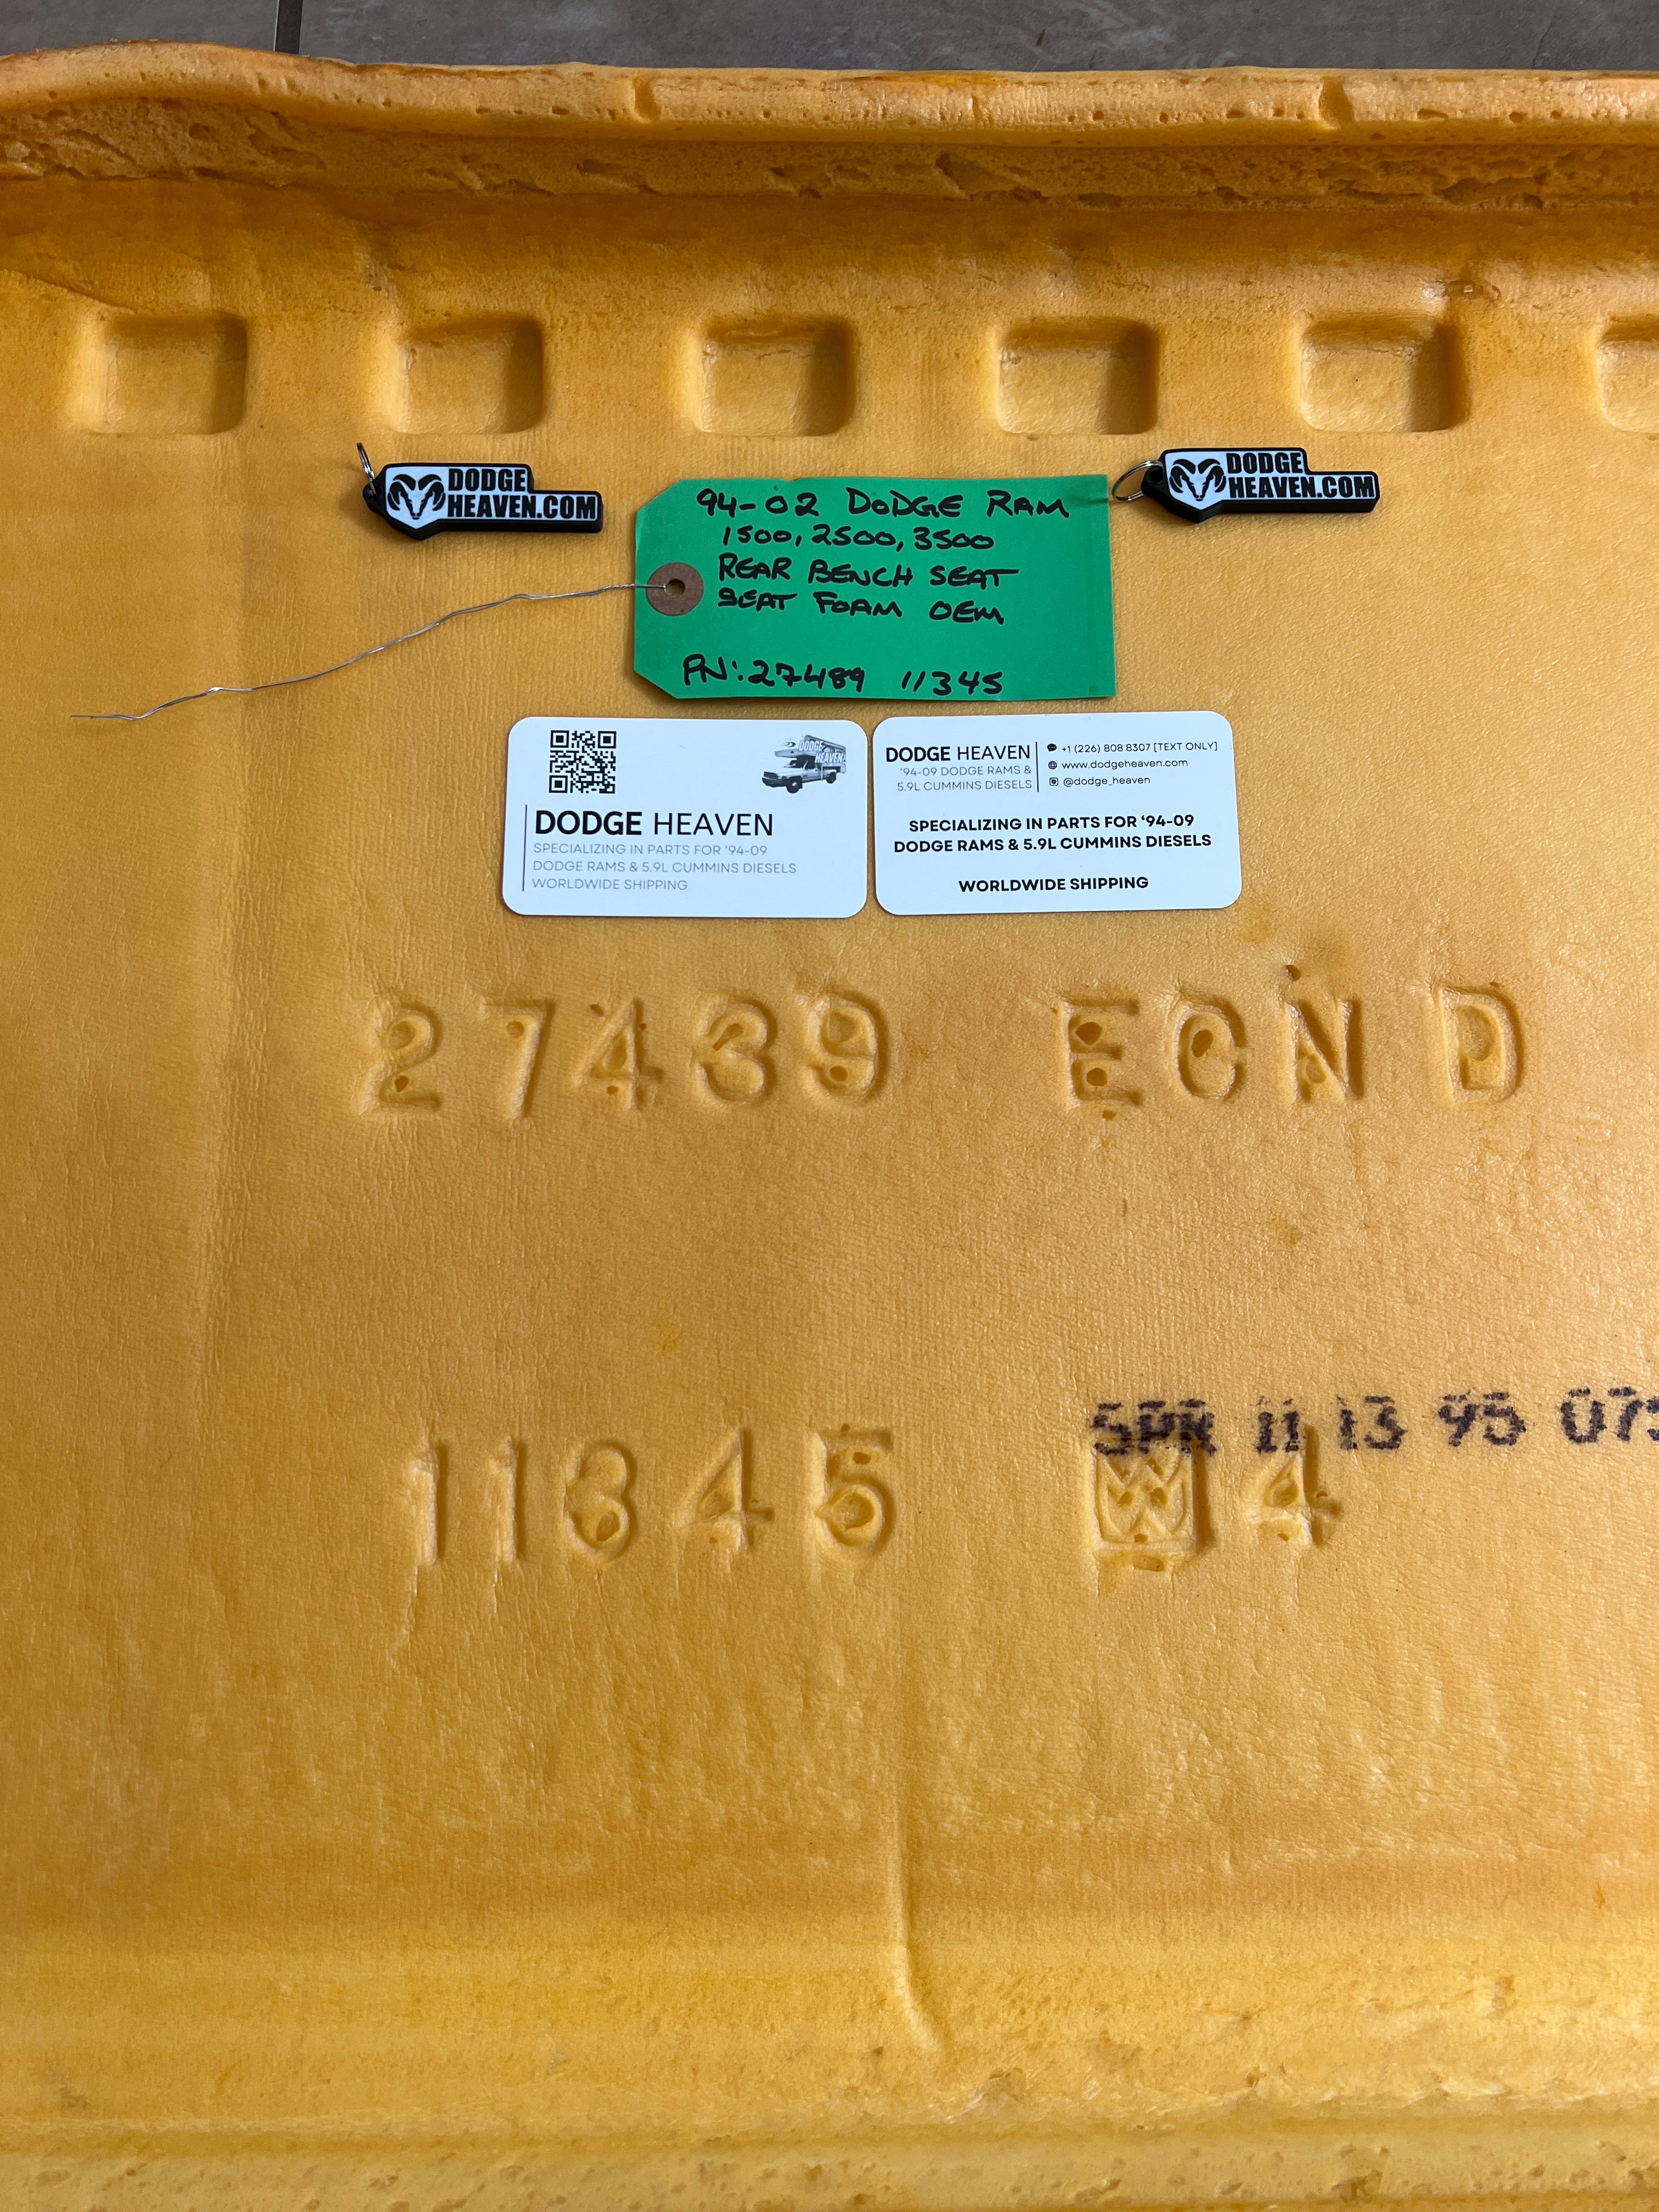 DODGE
HEAVEN.COM
DODGE
HEAVEN.COM
94-02 DODGE RAM
1500, 2500, 3500
REAR BENCH SEAT
SEAT FOAM OEM
PN: 27489 11345
DODGE
HEAVEN
DODGE HEAVEN
SPECIALIZING IN PARTS FOR '94-09
DODGE RAMS & 5.9L CUMMINS DIESELS
WORLDWIDE SHIPPING
DODGE HEAVEN
'94-09 DODGE RAMS &
5.9L CUMMINS DIESELS
+1 (226) 808 8307 [TEXT ONLY]
www.dodgeheaven.com
@dodge_heaven
SPECIALIZING IN PARTS FOR '94-09
DODGE RAMS & 5.9L CUMMINS DIESELS
WORLDWIDE SHIPPING
27439 ECN D
SPR 11 13 95
11345 W 4